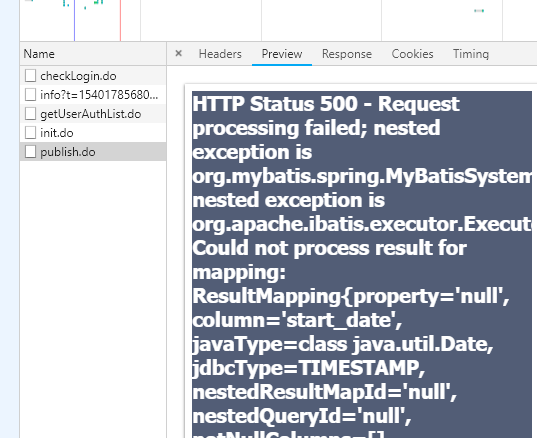 Name
× Headers Preview Response Cookies Timing
checkLogin.do
info?t=15401785680...
getUserAuthList.do
init.do
publish.do
HTTP Status 500 - Request
processing failed; nested
exception is
org.mybatis.spring.MyBatisSystem
nested exception is
org.apache.ibatis.executor.Execut
Could not process result for
mapping:
ResultMapping{property='null',
column='start_date',
javaType=class java.util.Date,
jdbcType=TIMESTAMP,
nestedResultMapId='null',
nestedQueryId='null',
notNullColumns=[]